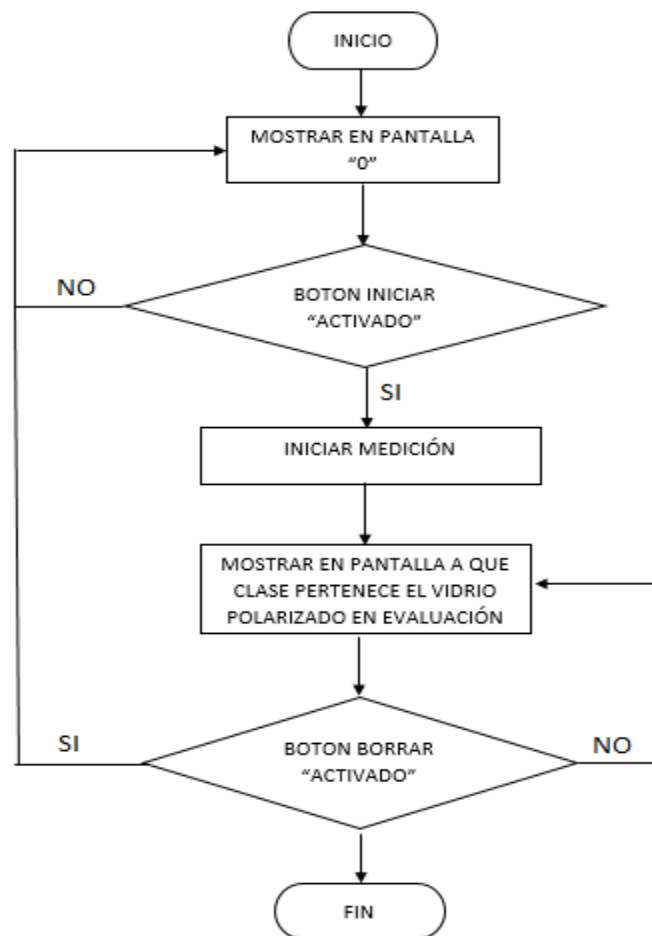 INICIO
MOSTRAR EN PANTALLA
“0”
NO
BOTON INICIAR
“ACTIVADO”
SI
INICIAR MEDICIÓN
MOSTRAR EN PANTALLA A QUE
CLASE PERTENECE EL VIDRIO
POLARIZADO EN EVALUACIÓN
SI
BOTON BORRAR
“ACTIVADO”
NO
FIN